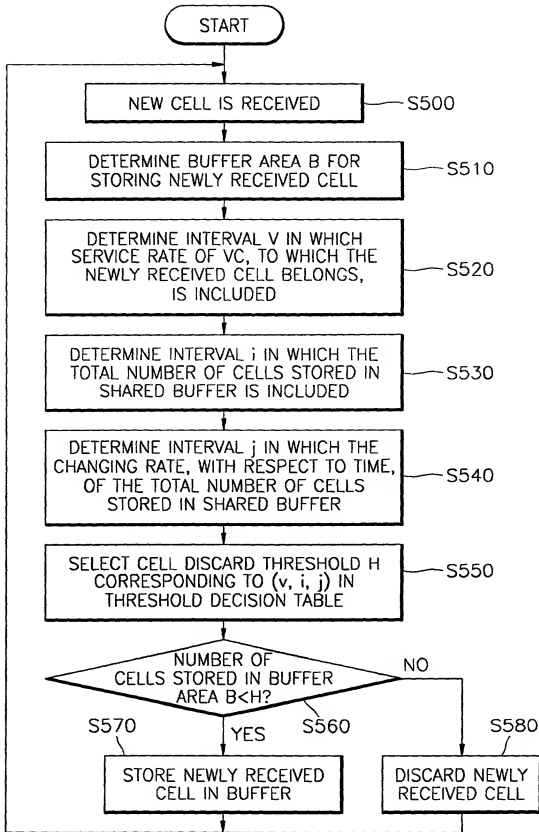 START
NEW CELL IS RECEIVED
S500
DETERMINE BUFFER AREA B FOR
STORING NEWLY RECEIVED CELL
S510
DETERMINE INTERVAL V IN WHICH
SERVICE RATE OF VC, TO WHICH THE
NEWLY RECEIVED CELL BELONGS,
IS INCLUDED
S520
DETERMINE INTERVAL i IN WHICH THE
TOTAL NUMBER OF CELLS STORED IN
SHARED BUFFER IS INCLUDED
S530
DETERMINE INTERVAL j IN WHICH THE
CHANGING RATE, WITH RESPECT TO TIME,
OF THE TOTAL NUMBER OF CELLS
STORED IN SHARED BUFFER
S540
SELECT CELL DISCARD THRESHOLD H
CORRESPONDING TO (v, i, j) IN
THRESHOLD DECISION TABLE
S550
NUMBER OF
CELLS STORED IN BUFFER
AREA B<H?
NO
S560
YES
S570
STORE NEWLY RECEIVED
CELL IN BUFFER
S580
DISCARD NEWLY
RECEIVED CELL